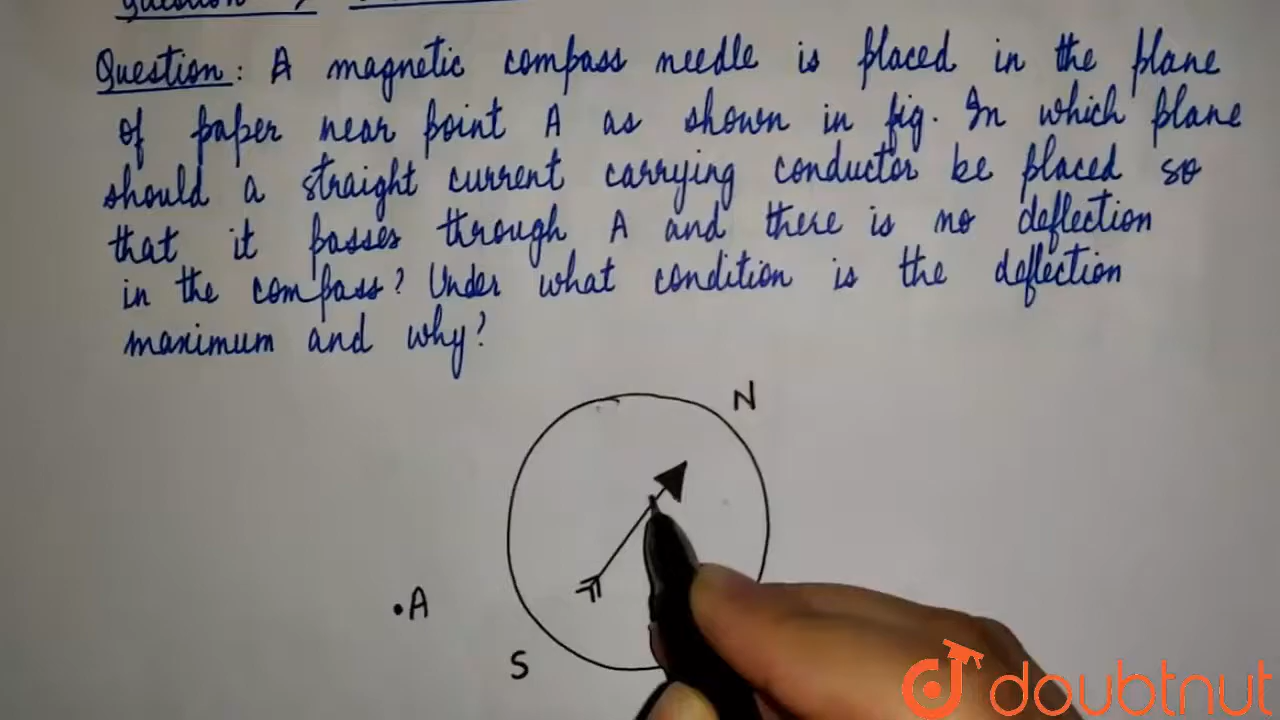 Question
Question: A magnetic compass needle is placed in the plane
of paper near point A as shown in fig. In which plane
should a straight current carrying conductor be placed so
that it passes through A and there is no deflection
in the compass? Under what condition is the deflection
maximum and why?
N
A
S
doubtnut